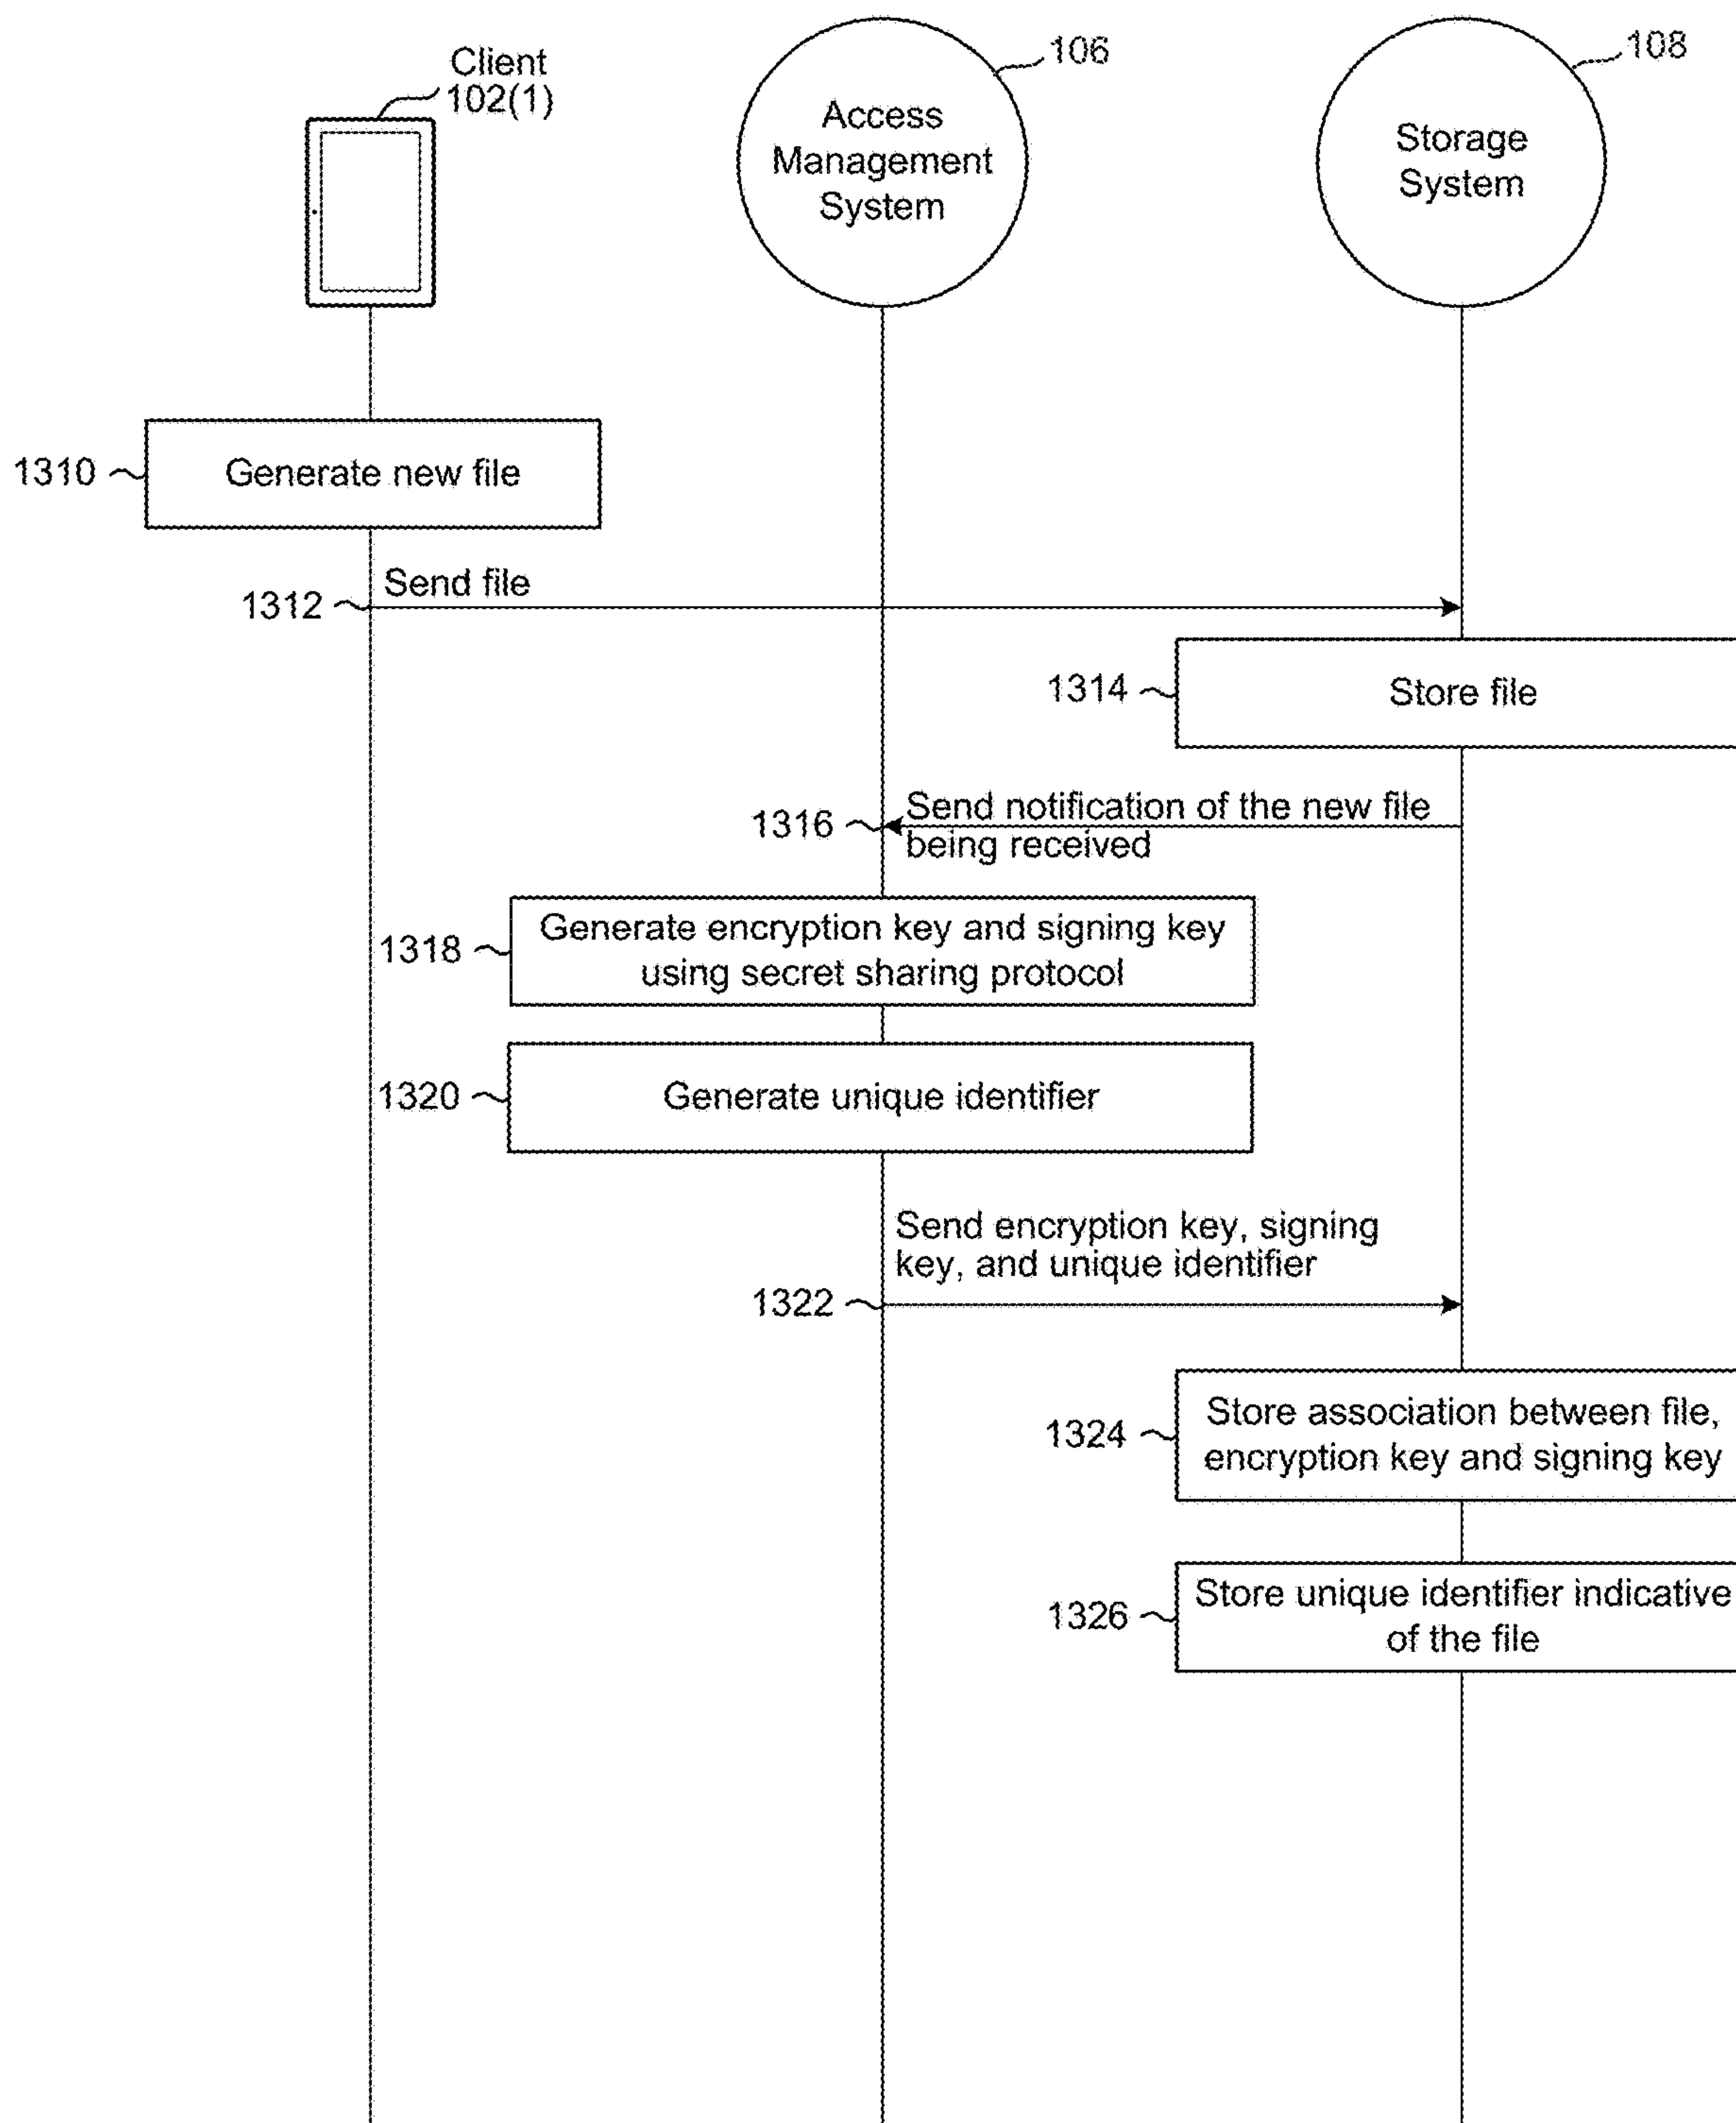 Client
102(1)
106
108
Access
Management
System
Storage
System
1310
Generate new file
Send file
1312
1314
Store file
Send notification of the new file
1316
being received
Generate encryption key and signing key
1318
using secret sharing protocol
1320
Generate unique identifier
Send encryption key, signing
key, and unique identifier
1322
Store association between file,
1324
encryption key and signing key
Store unique identifier indicative
1326
of the file